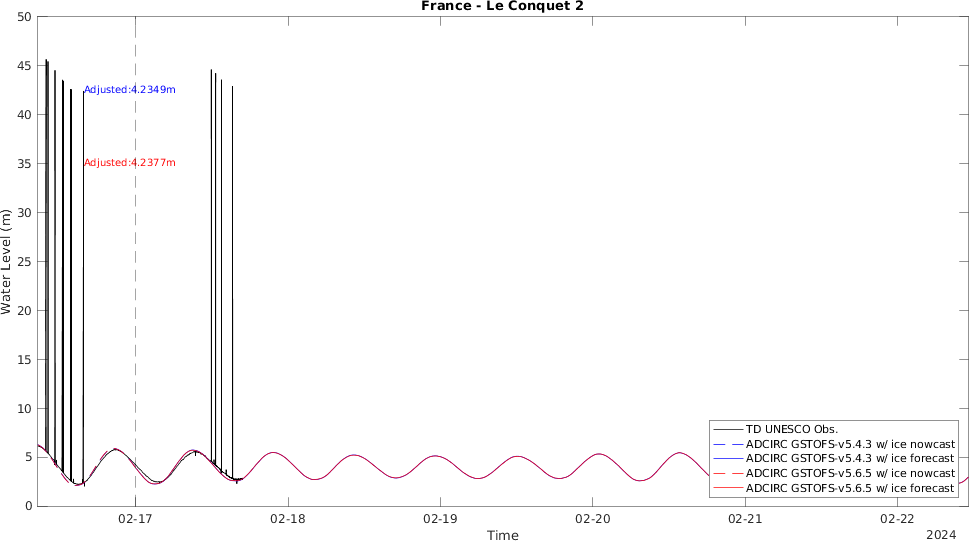 France - Le Conquet 2
50
45
40
35
30
25
20
15
10
5
0
Water Level (m)
Adjusted:4.2349m
Adjusted:4.2377m
TD UNESCO Obs.
ADCIRC GSTOFS-v5.4.3 w/ ice nowcast
ADCIRC GSTOFS-v5.4.3 w/ ice forecast
ADCIRC GSTOFS-v5.6.5 w/ ice nowcast
ADCIRC GSTOFS-v5.6.5 w/ ice forecast
02-17 02-18 02-19 02-20 02-21 02-22
Time
2024